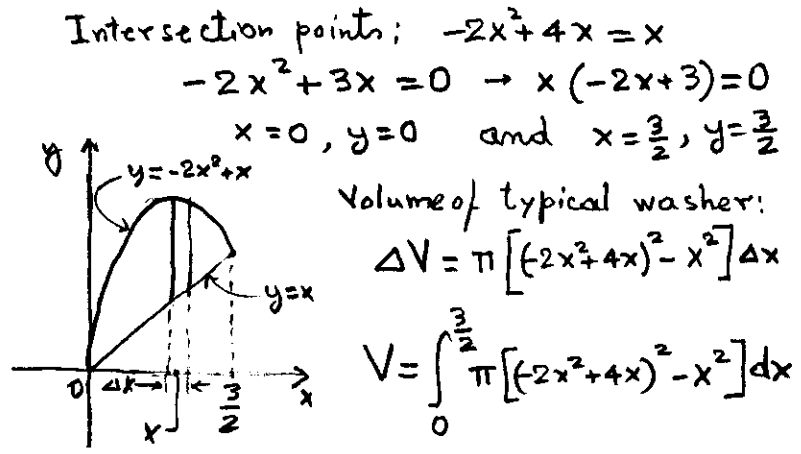 Intersection points: -2x²+4x=x
-2x²+3x=0 → x(-2x+3)=0
x=0, y=0 and x=3/2, y=3/2
y
y=-2x²+x
Volume of typical washer:
ΔV=π[(-2x²+4x)²-x²]Δx
y=x
V=∫₀^{3/2} π[(-2x²+4x)²-x²]dx
0 Δx 3/2 x
x